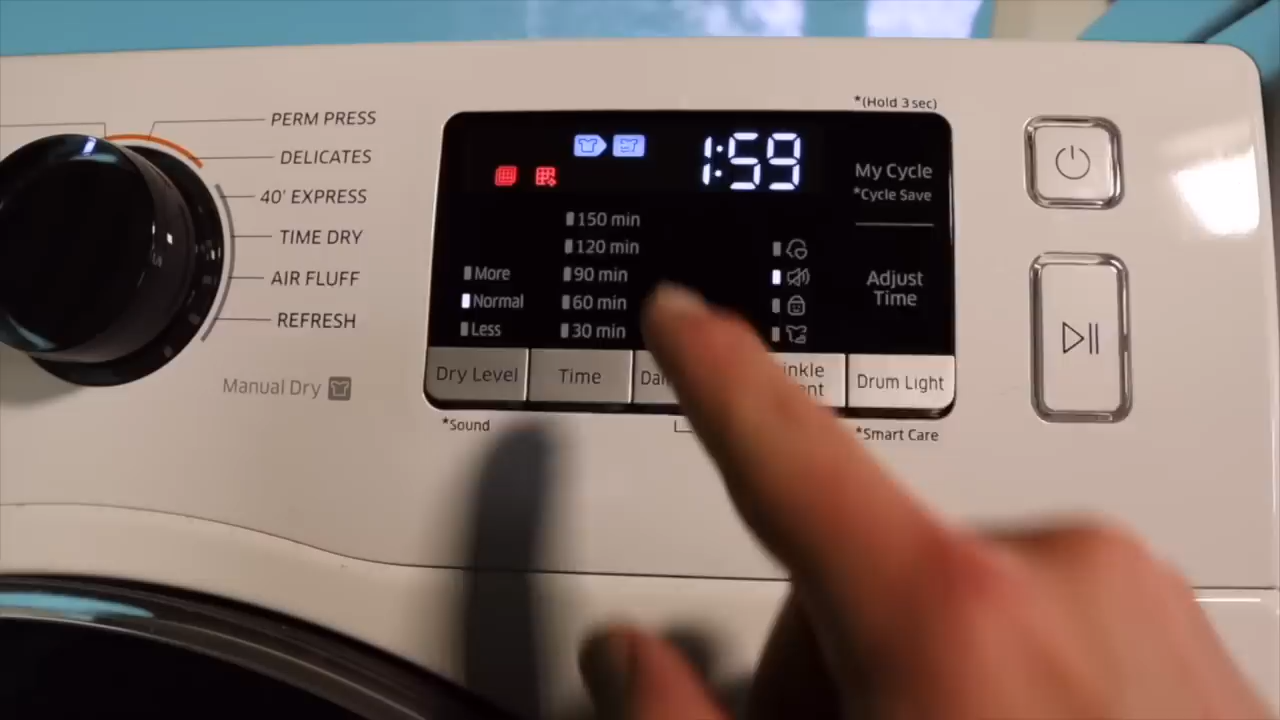 *(Hold 3 sec)
PERM PRESS
DELICATES
40' EXPRESS
TIME DRY
AIR FLUFF
REFRESH
Manual Dry
1:59
My Cycle
*Cycle Save
150 min
120 min
90 min
60 min
30 min
More
Normal
Less
Adjust
Time
Dry Level
Time
Drum Light
*Sound
*Smart Care